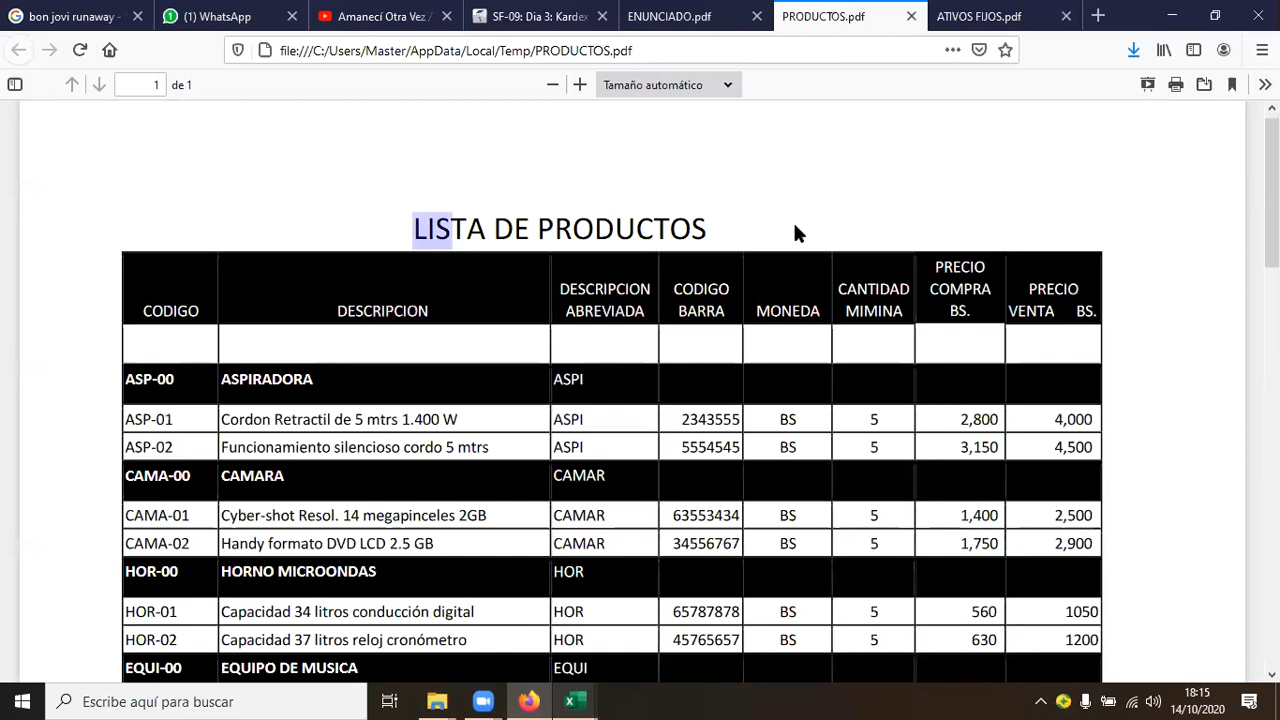 bon jovi runaway -
(1) WhatsApp
Amanecí Otra Vez /
SF-09: Dia 3: Kardex
ENUNCIADO.pdf
PRODUCTOS.pdf
ATIVOS FIJOS.pdf
file:///C:/Users/Master/AppData/Local/Temp/PRODUCTOS.pdf
1 de 1
Tamaño automático
LISTA DE PRODUCTOS
CODIGO DESCRIPCION DESCRIPCION ABREVIADA CODIGO BARRA MONEDA CANTIDAD MIMINA PRECIO COMPRA BS. PRECIO VENTA BS.
ASP-00 ASPIRADORA ASPI
ASP-01 Cordon Retractil de 5 mtrs 1.400 W ASPI 2343555 BS 5 2,800 4,000
ASP-02 Funcionamiento silencioso cordo 5 mtrs ASPI 5554545 BS 5 3,150 4,500
CAMA-00 CAMARA CAMAR
CAMA-01 Cyber-shot Resol. 14 megapinceles 2GB CAMAR 63553434 BS 5 1,400 2,500
CAMA-02 Handy formato DVD LCD 2.5 GB CAMAR 34556767 BS 5 1,750 2,900
HOR-00 HORNO MICROONDAS HOR
HOR-01 Capacidad 34 litros conducción digital HOR 65787878 BS 5 560 1050
HOR-02 Capacidad 37 litros reloj cronómetro HOR 45765657 BS 5 630 1200
EQUI-00 EQUIPO DE MUSICA EQUI
Escribe aquí para buscar
18:15
14/10/2020